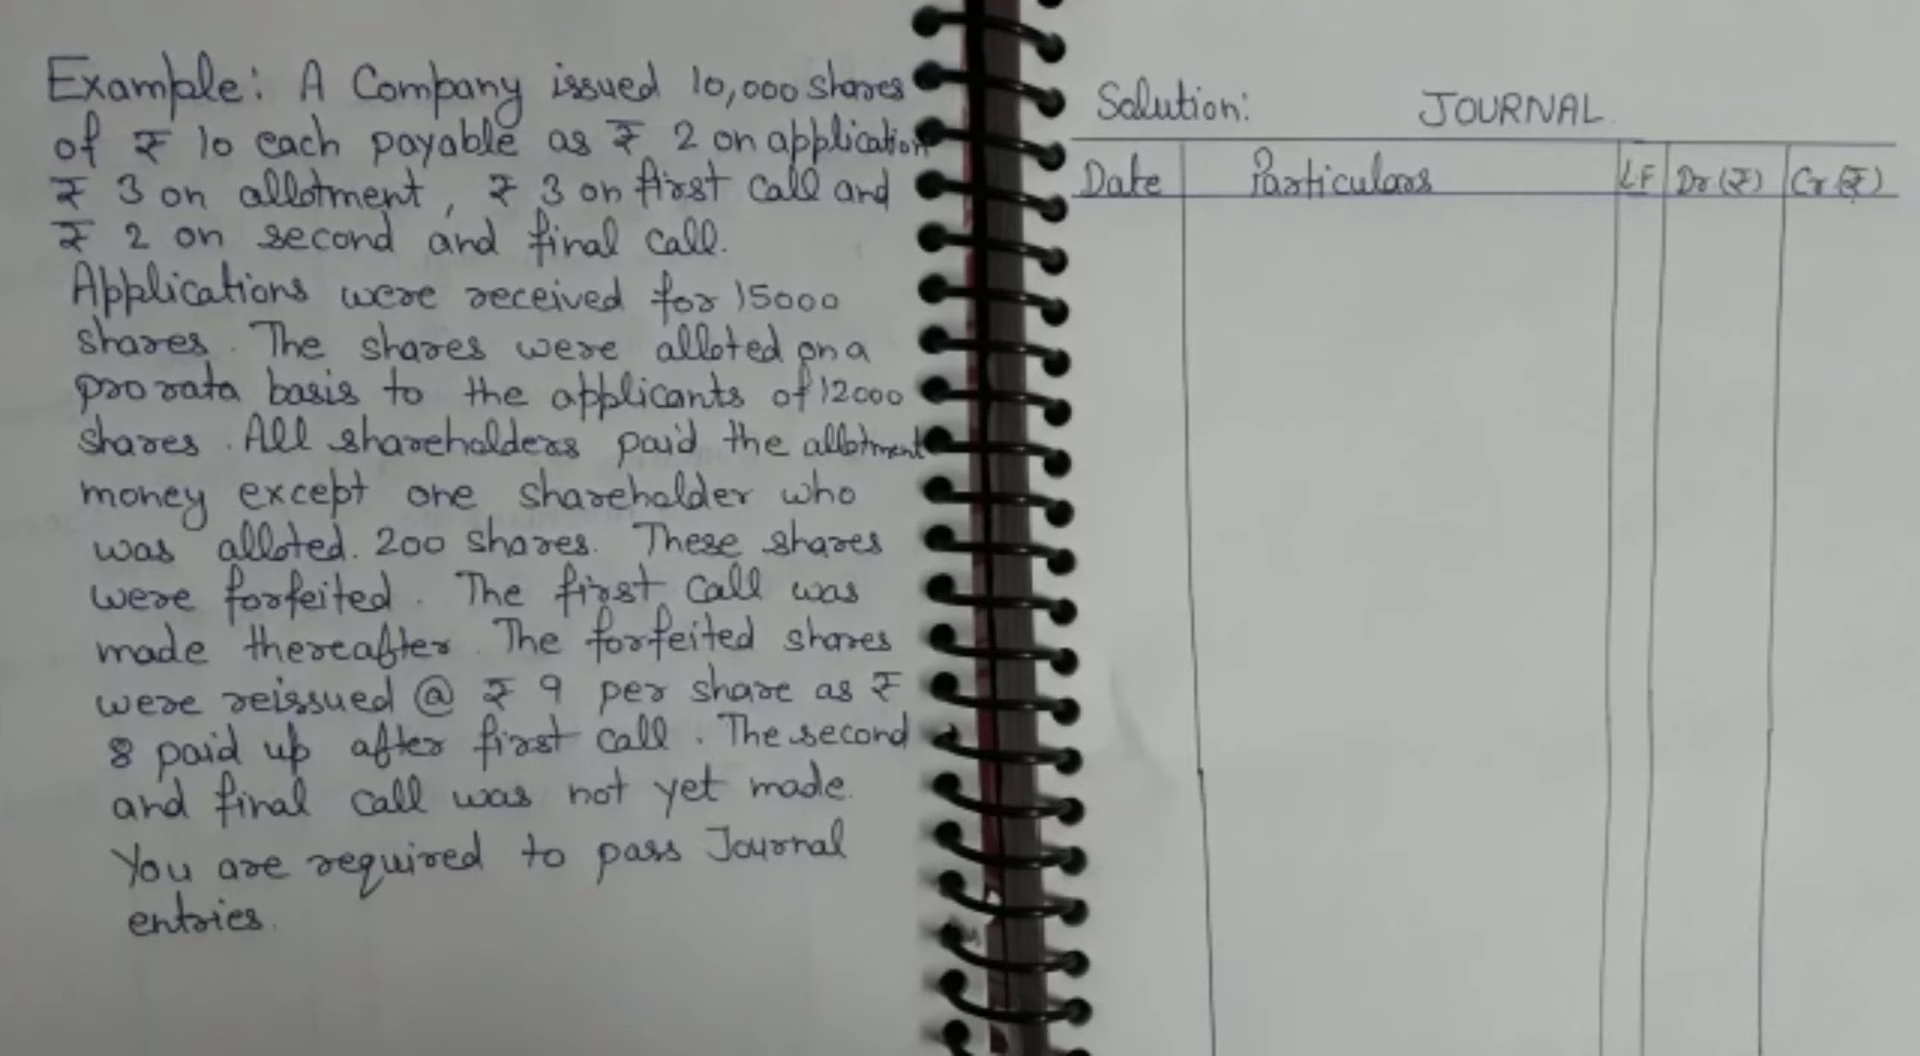 Example: A Company issued 10,000 shares
of ₹ 10 each payable as ₹ 2 on application
₹ 3 on allotment, ₹ 3 on first call and
₹ 2 on second and final call.
Applications were received for 15000
shares. The shares were alloted on a
pro rata basis to the applicants of 12000
shares. All shareholders paid the allotment
money except one shareholder who
was alloted. 200 shares. These shares
were forfeited. The first call was
made thereafter. The forfeited shares
were reissued @ ₹ 9 per share as ₹
8 paid up after first call. The second
and final call was not yet made.
You are required to pass Journal
entries.
Solution: JOURNAL
Date Particulars LF Dr.(₹) Cr.(₹)